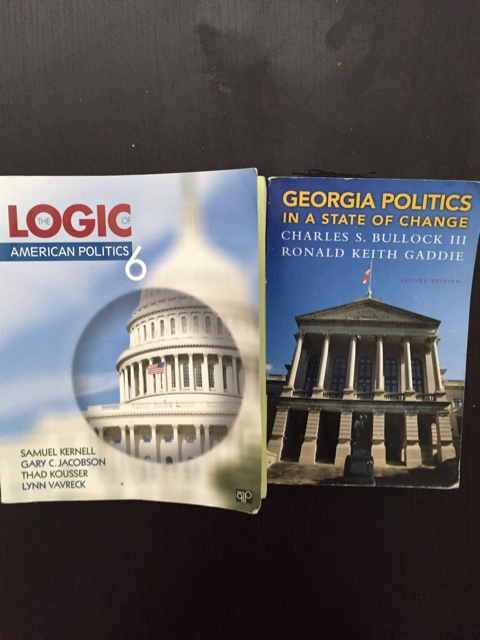 THE LOGIC OF
AMERICAN POLITICS 6
SAMUEL KERNELL
GARY C. JACOBSON
THAD KOUSSER
LYNN VAVRECK
GEORGIA POLITICS
IN A STATE OF CHANGE
CHARLES S. BULLOCK III
RONALD KEITH GADDIE
SECOND EDITION